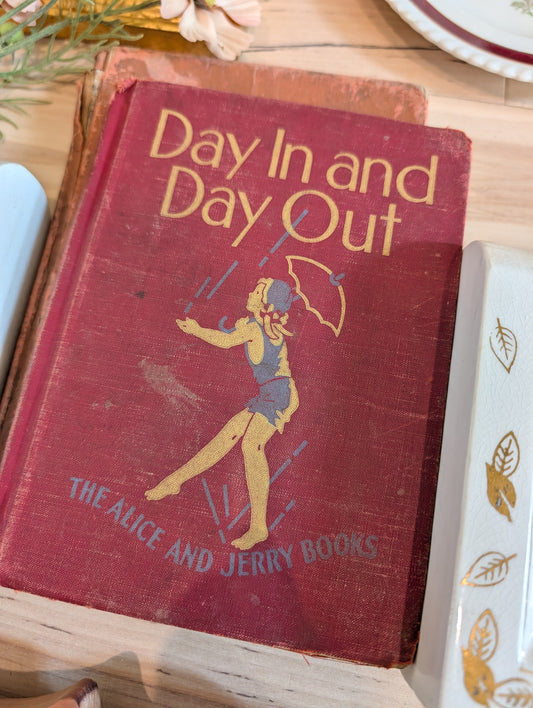 Day In and
Day Out
THE ALICE AND JERRY BOOKS